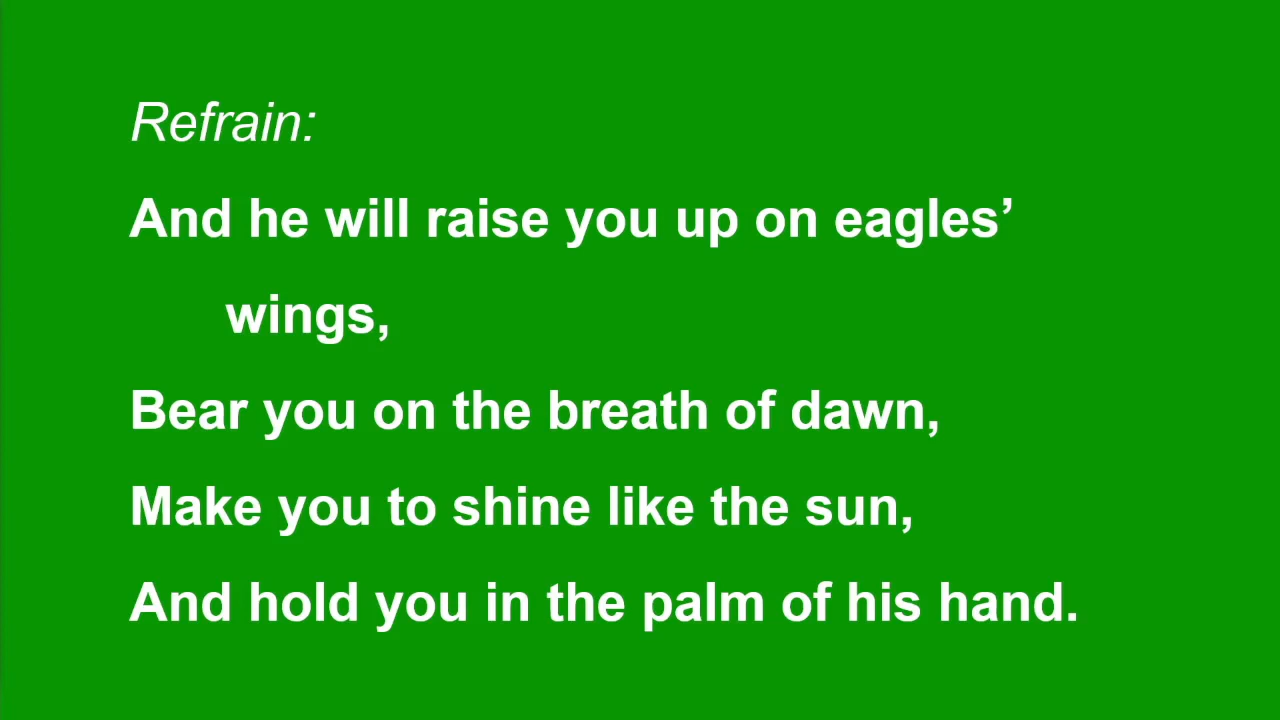 Refrain:
And he will raise you up on eagles’
wings,
Bear you on the breath of dawn,
Make you to shine like the sun,
And hold you in the palm of his hand.